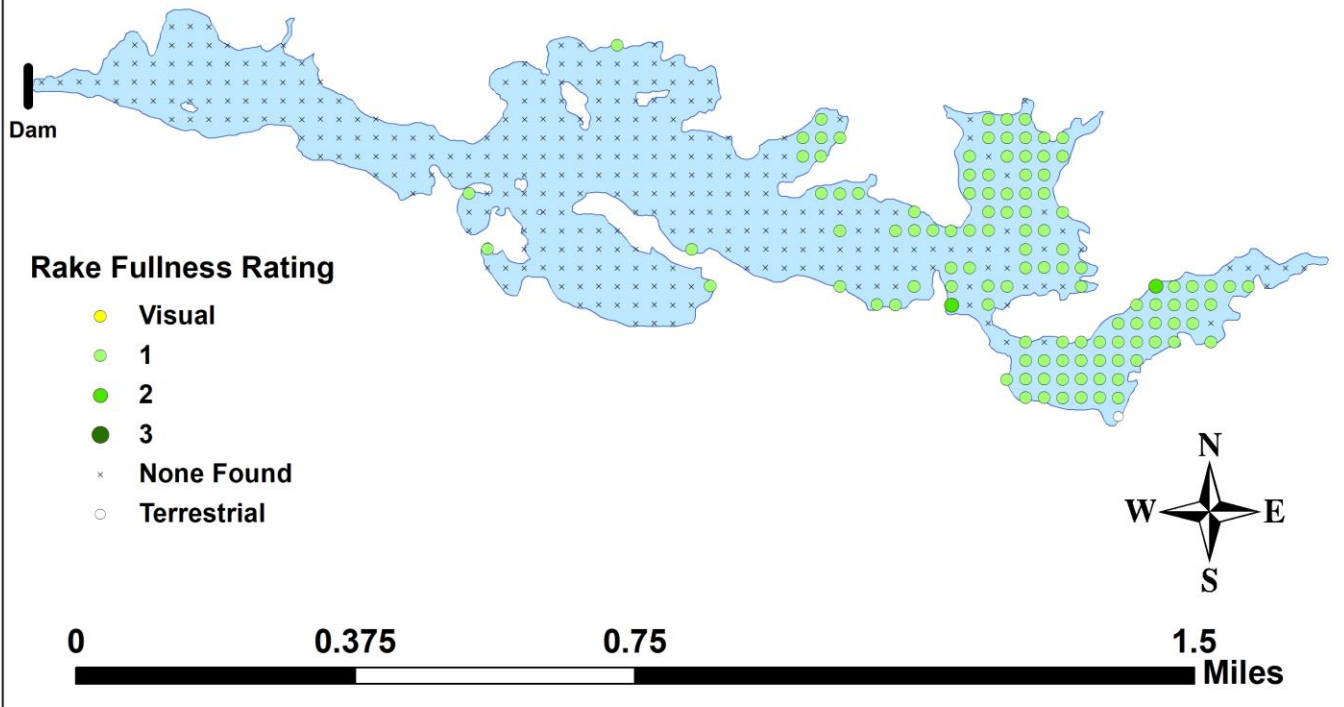 Dam
Rake Fullness Rating
Visual
1
2
3
None Found
Terrestrial
N
W E
S
0 0.375 0.75 1.5
Miles